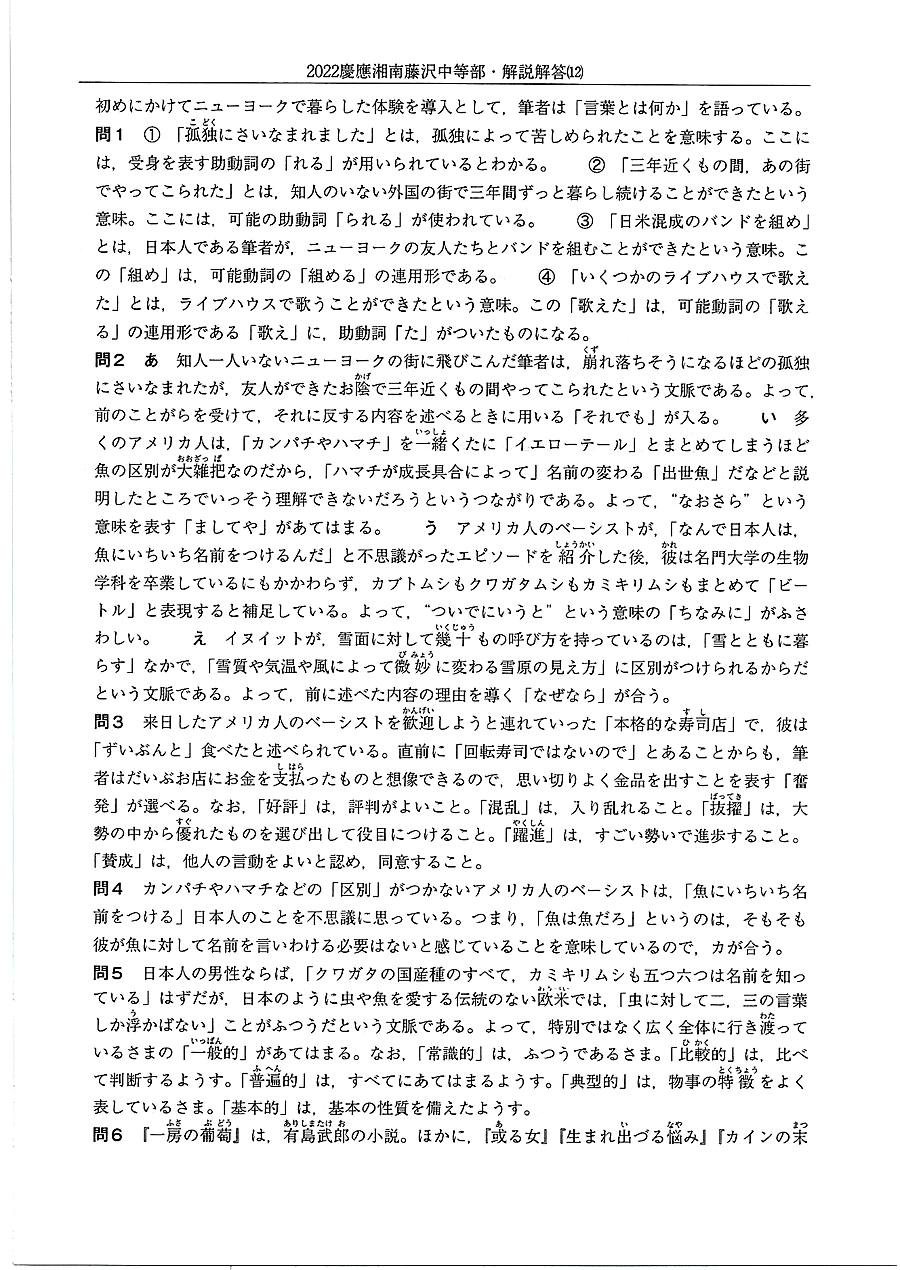 2022慶應湘南藤沢中等部・解説解答⑿
初めにかけてニューヨークで暮らした体験を導入として，筆者は「言葉とは何か」を語っている。
問1　①　「孤独にさいなまれました」とは，孤独によって苦しめられたことを意味する。ここに
は，受身を表す助動詞の「れる」が用いられているとわかる。　　②　「三年近くもの間，あの街
でやってこられた」とは，知人のいない外国の街で三年間ずっと暮らし続けることができたという
意味。ここには，可能の助動詞「られる」が使われている。　　③　「日米混成のバンドを組め」
とは，日本人である筆者が，ニューヨークの友人たちとバンドを組むことができたという意味。こ
の「組め」は，可能動詞の「組める」の連用形である。　　④　「いくつかのライブハウスで歌え
た」とは，ライブハウスで歌うことができたという意味。この「歌えた」は，可能動詞の「歌え
る」の連用形である「歌え」に，助動詞「た」がついたものになる。
問2　あ　知人一人いないニューヨークの街に飛びこんだ筆者は，崩れ落ちそうになるほどの孤独
にさいなまれたが，友人ができたお陰で三年近くもの間やってこられたという文脈である。よって，
前のことがらを受けて，それに反する内容を述べるときに用いる「それでも」が入る。　　い　多
くのアメリカ人は，「カンパチやハマチ」を一緒くたに「イエローテール」とまとめてしまうほど
魚の区別が大雑把なのだから，「ハマチが成長具合によって」名前の変わる「出世魚」だなどと説
明したところでいっそう理解できないだろうというつながりである。よって，“なおさら”という
意味を表す「ましてや」があてはまる。　　う　アメリカ人のベーシストが，「なんで日本人は，
魚にいちいち名前をつけるんだ」と不思議がったエピソードを紹介した後，彼は名門大学の生物
学科を卒業しているにもかかわらず，カブトムシもクワガタムシもカミキリムシもまとめて「ビー
トル」と表現すると補足している。よって，“ついでにいうと”という意味の「ちなみに」がふさ
わしい。　　え　イヌイットが，雪面に対して幾十もの呼び方を持っているのは，「雪とともに暮
らす」なかで，「雪質や気温や風によって微妙に変わる雪原の見え方」に区別がつけられるからだ
という文脈である。よって，前に述べた内容の理由を導く「なぜなら」が合う。
問3　来日したアメリカ人のベーシストを歓迎しようと連れていった「本格的な寿司店」で，彼は
「ずいぶんと」食べたと述べられている。直前に「回転寿司ではないので」とあることからも，筆
者はだいぶお店にお金を支払ったものと想像できるので，思い切りよく金品を出すことを表す「奮
発」が選べる。なお，「好評」は，評判がよいこと。「混乱」は，入り乱れること。「抜擢」は，大
勢の中から優れたものを選び出して役目につけること。「躍進」は，すごい勢いで進歩すること。
「賛成」は，他人の言動をよいと認め，同意すること。
問4　カンパチやハマチなどの「区別」がつかないアメリカ人のベーシストは，「魚にいちいち名
前をつける」日本人のことを不思議に思っている。つまり，「魚は魚だろ」というのは，そもそも
彼が魚に対して名前を言いわける必要はないと感じていることを意味しているので，カが合う。
問5　日本人の男性ならば，「クワガタの国産種のすべて，カミキリムシも五つ六つは名前を知っ
ている」はずだが，日本のように虫や魚を愛する伝統のない欧米では，「虫に対して二，三の言葉
しか浮かばない」ことがふつうだという文脈である。よって，特別ではなく広く全体に行き渡って
いるさまの「一般的」があてはまる。なお，「常識的」は，ふつうであるさま。「比較的」は，比べ
て判断するようす。「普遍的」は，すべてにあてはまるようす。「典型的」は，物事の特徴をよく
表しているさま。「基本的」は，基本の性質を備えたようす。
問6　『一房の葡萄』は，有島武郎の小説。ほかに，『或る女』『生まれ出づる悩み』『カインの末